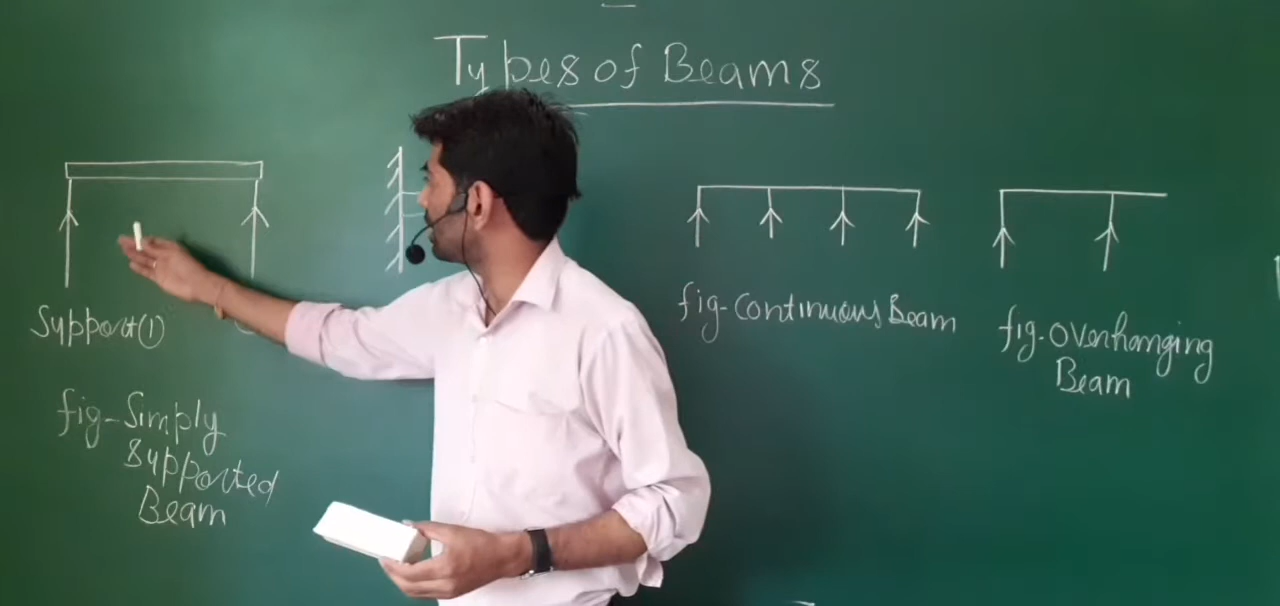 Types of Beams
Support(1)
fig-Simply
Supported
Beam
fig-Continuous Beam
fig-Overhanging
Beam